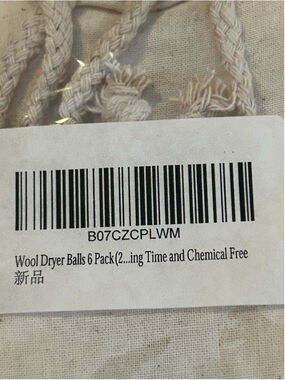 B07CZCPLWM
Wool Dryer Balls 6 Pack(2...ing Time and Chemical Free
新品